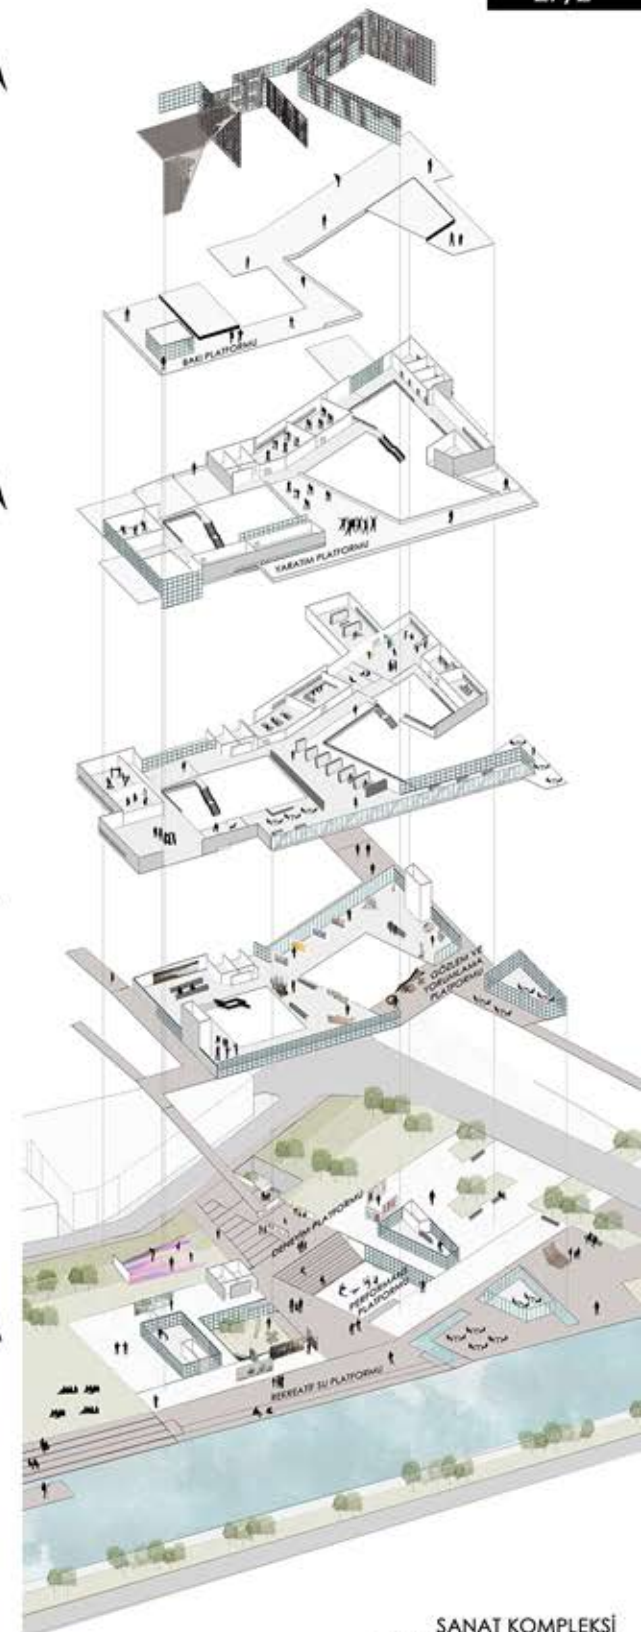 BAKI PLATFORMU
YARATIM PLATFORMU
GÖZLEM VE
YORUMLAMA
PLATFORMU
DENEYİM PLATFORMU
PERFORMANS
PLATFORMU
REKREATİF SU PLATFORMU
SANAT KOMPLEKSİ